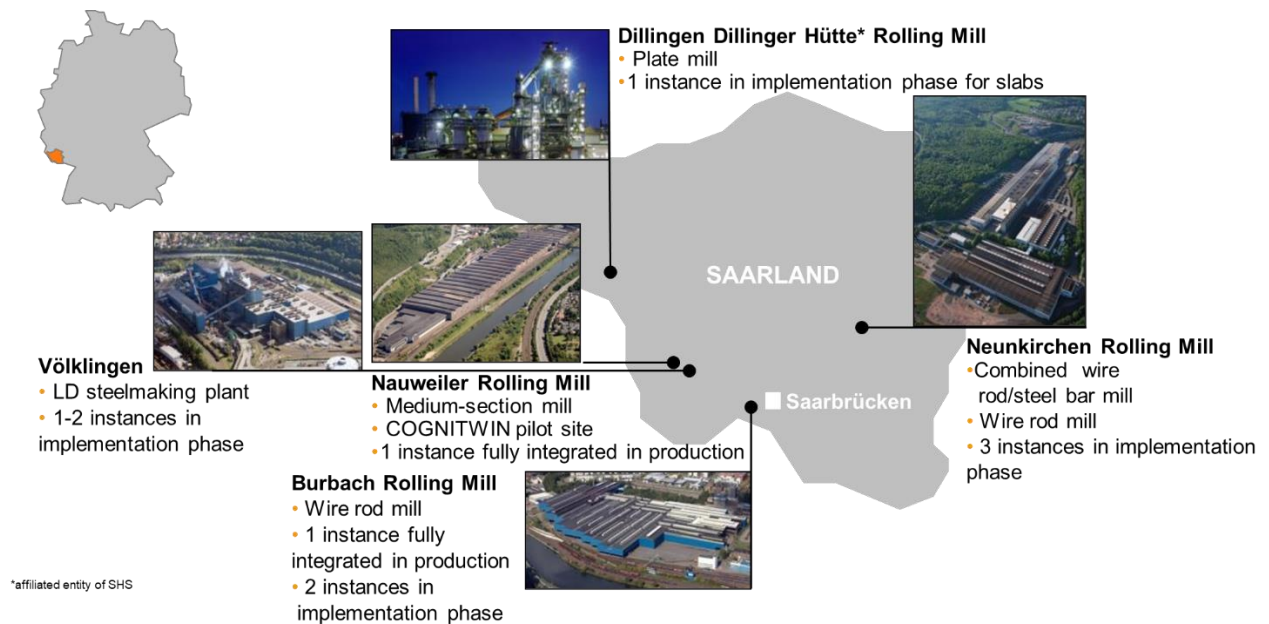 Dillingen Dillinger Hütte* Rolling Mill
• Plate mill
• 1 instance in implementation phase for slabs
SAARLAND
Saarbrücken
Völklingen
• LD steelmaking plant
• 1-2 instances in
implementation phase
Nauweiler Rolling Mill
• Medium-section mill
• COGNITWIN pilot site
• 1 instance fully integrated in production
Neunkirchen Rolling Mill
• Combined wire
rod/steel bar mill
• Wire rod mill
• 3 instances in implementation
phase
Burbach Rolling Mill
• Wire rod mill
• 1 instance fully
integrated in production
• 2 instances in
implementation phase
*affiliated entity of SHS